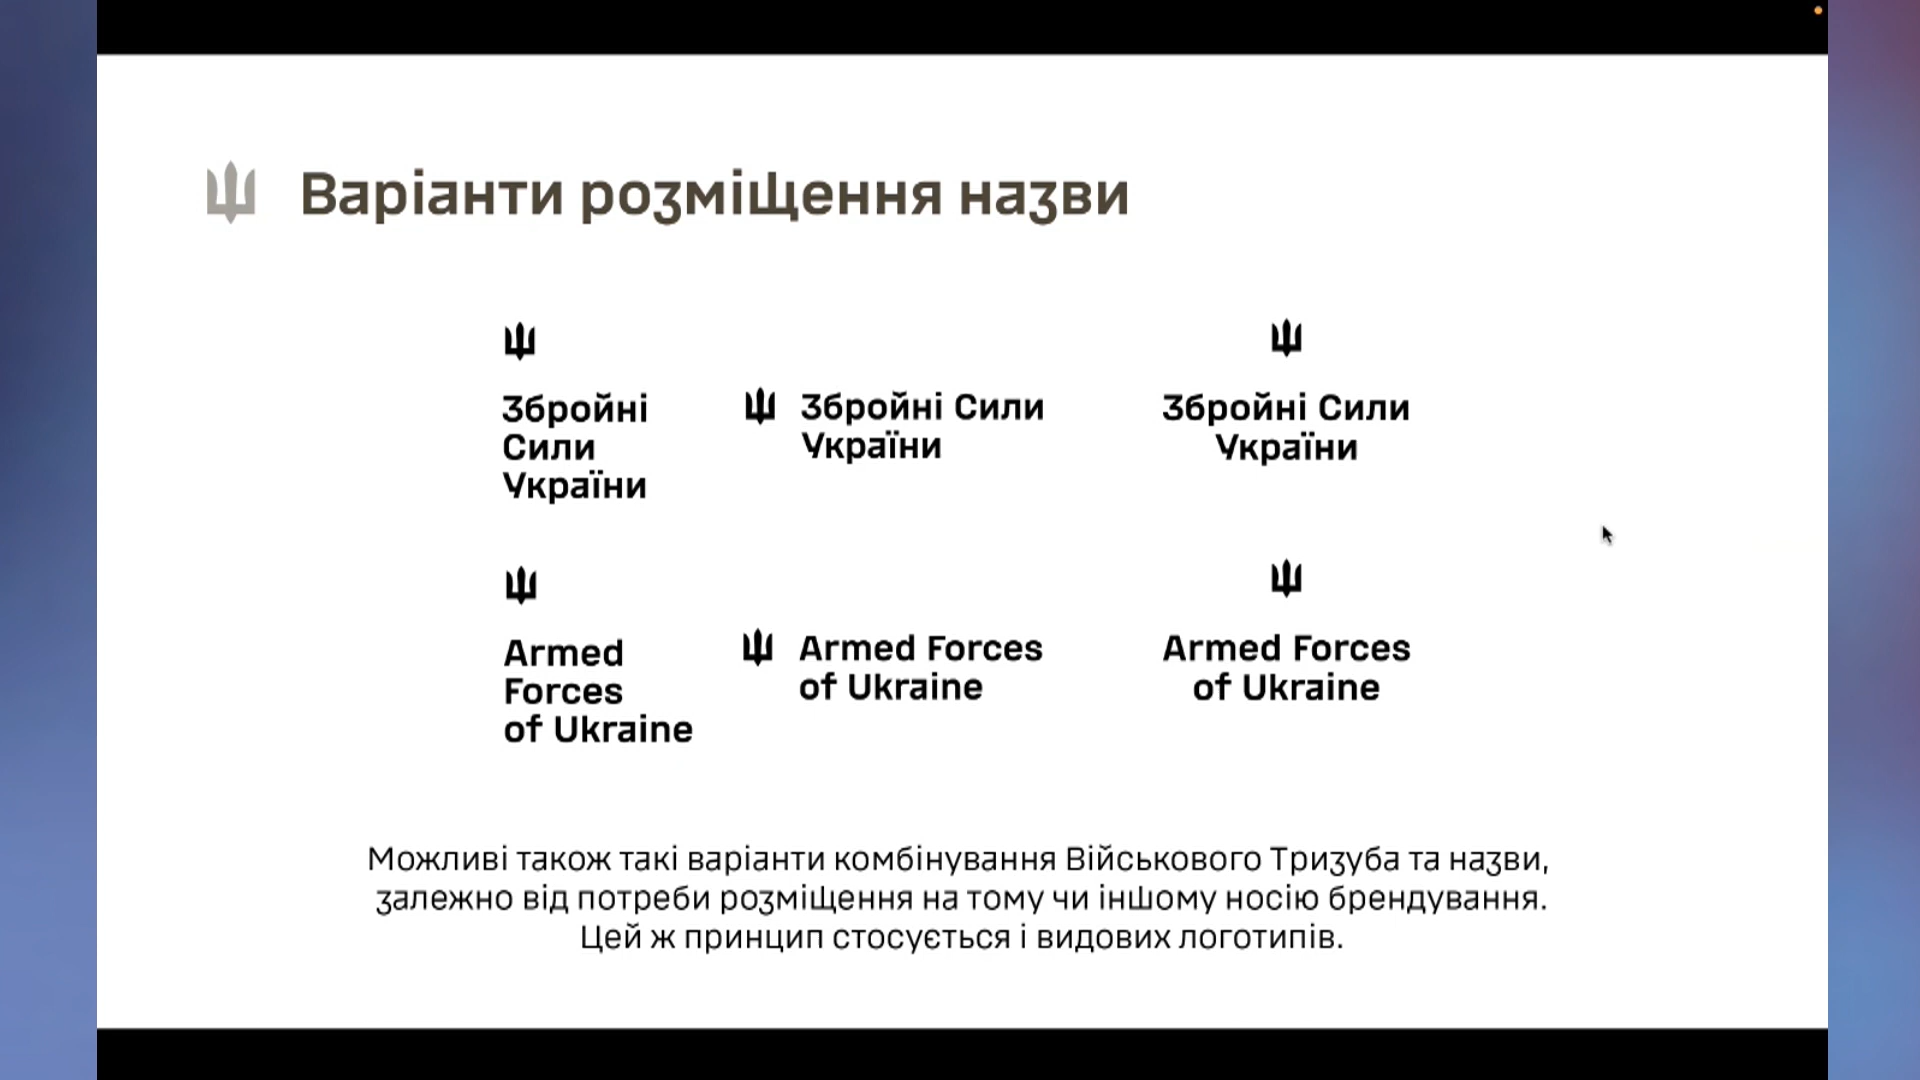 Варіанти розміщення назви
Збройні
Сили
України
Збройні Сили
України
Збройні Сили
України
Armed
Forces
of Ukraine
Armed Forces
of Ukraine
Armed Forces
of Ukraine
Можливі також такі варіанти комбінування Військового Тризуба та назви,
залежно від потреби розміщення на тому чи іншому носію брендування.
Цей ж принцип стосується і видових логотипів.